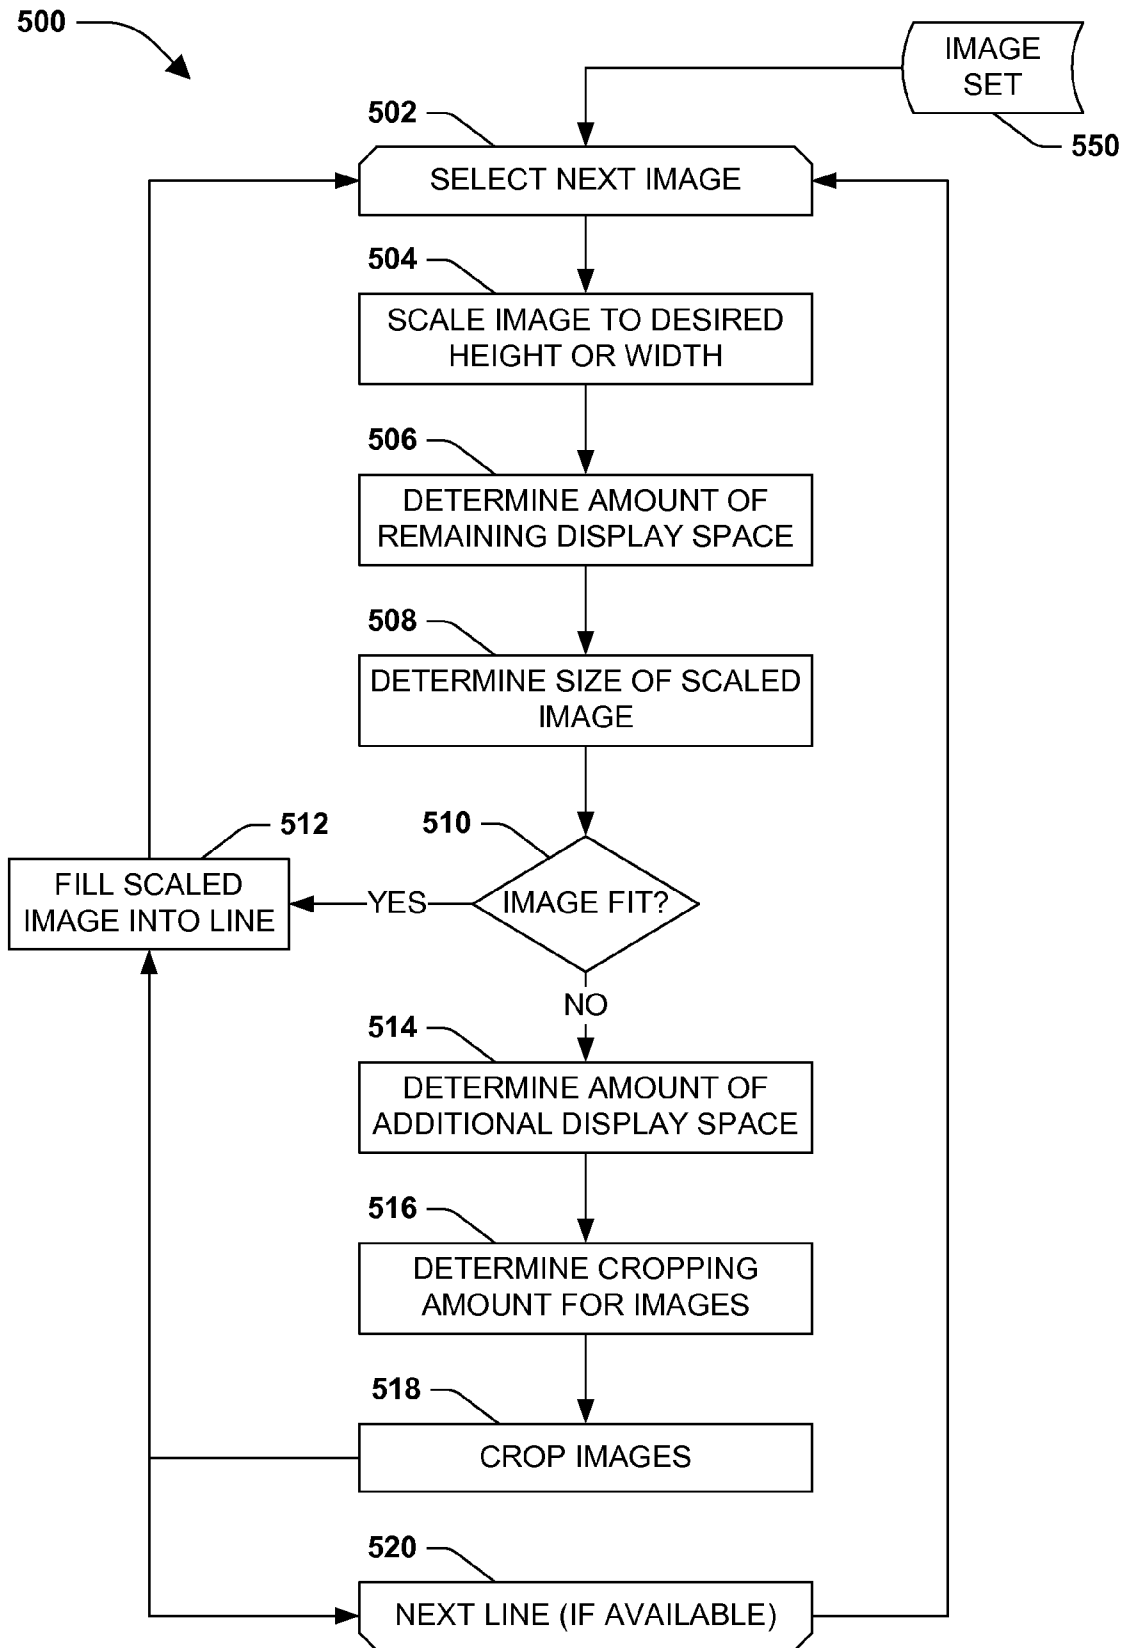 500
IMAGE
SET
550
502
SELECT NEXT IMAGE
504
SCALE IMAGE TO DESIRED
HEIGHT OR WIDTH
506
DETERMINE AMOUNT OF
REMAINING DISPLAY SPACE
508
DETERMINE SIZE OF SCALED
IMAGE
512
510
FILL SCALED
IMAGE INTO LINE
YES
IMAGE FIT?
NO
514
DETERMINE AMOUNT OF
ADDITIONAL DISPLAY SPACE
516
DETERMINE CROPPING
AMOUNT FOR IMAGES
518
CROP IMAGES
520
NEXT LINE (IF AVAILABLE)